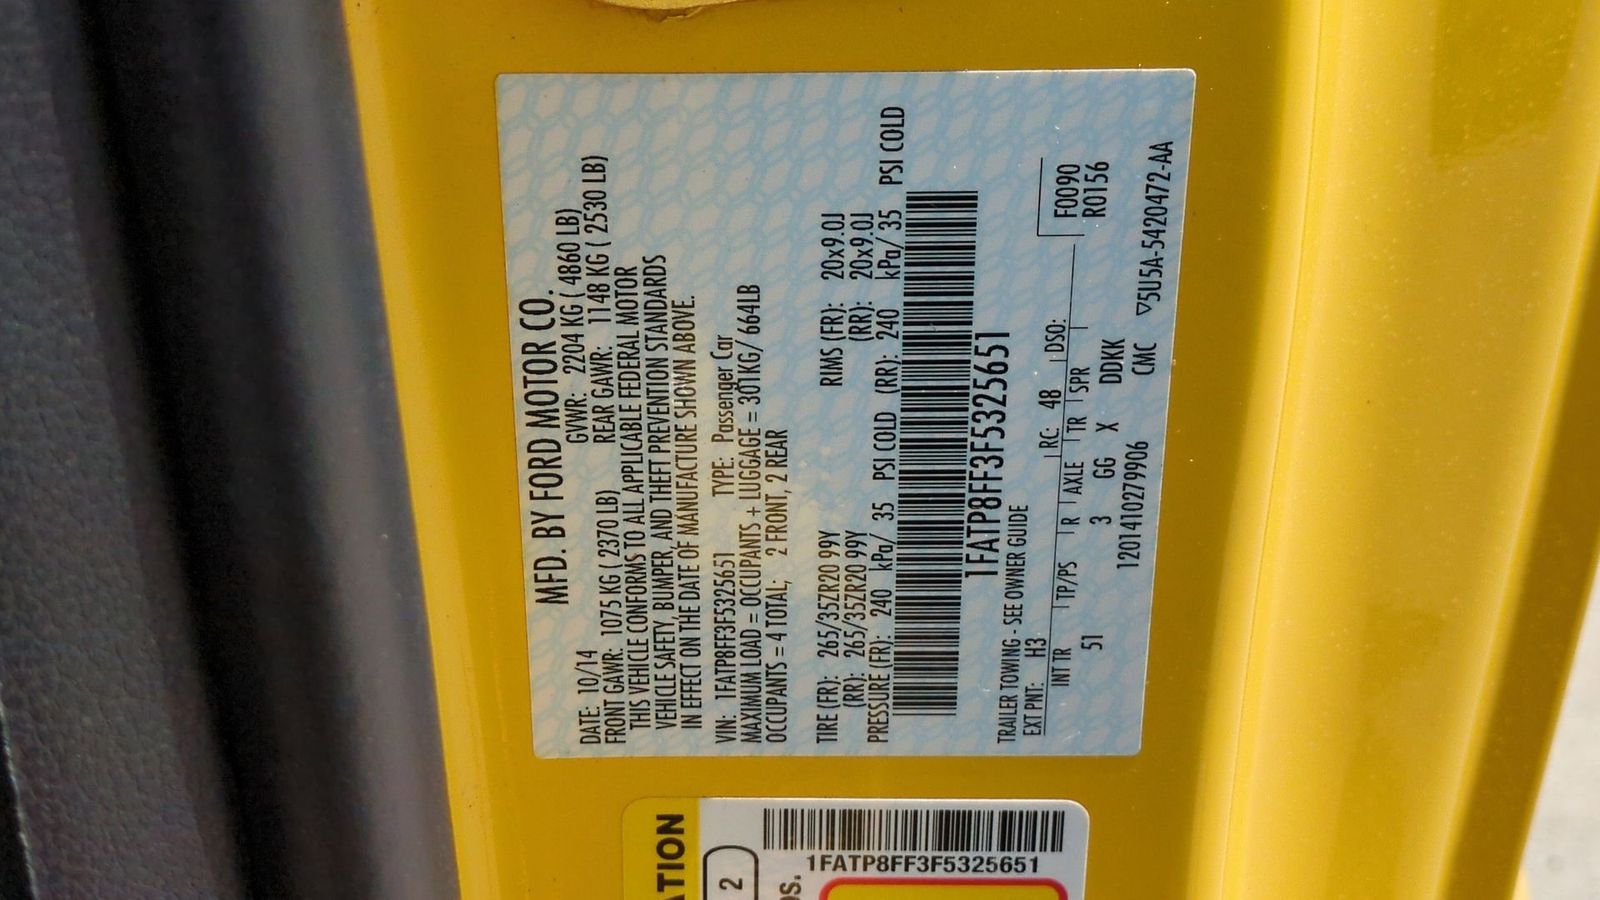 MFD. BY FORD MOTOR CO.
DATE: 10/14 GVWR: 2204 KG ( 4860 LB)
FRONT GAWR: 1075 KG ( 2370 LB) REAR GAWR: 1148 KG ( 2530 LB)
THIS VEHICLE CONFORMS TO ALL APPLICABLE FEDERAL MOTOR
VEHICLE SAFETY, BUMPER, AND THEFT PREVENTION STANDARDS
IN EFFECT ON THE DATE OF MANUFACTURE SHOWN ABOVE.
VIN: 1FATP8FF3F5325651 TYPE: Passenger Car
MAXIMUM LOAD = OCCUPANTS + LUGGAGE = 301KG/ 664LB
OCCUPANTS = 4 TOTAL; 2 FRONT, 2 REAR
TIRE (FR): 265/35ZR20 99Y RIMS (FR): 20x9.0J
(RR): 265/35ZR20 99Y (RR): 20x9.0J
PRESSURE (FR): 240 kPa/ 35 PSI COLD (RR): 240 kPa/ 35 PSI COLD
1FATP8FF3F5325651
TRAILER TOWING - SEE OWNER GUIDE
EXT PNT: H3 RC: 48 DSO:
F0090
R0156
INT TR TP/PS R AXLE TR SPR
51 3 GG X DDKK
1201410279906 CMC ▽5U5A-5420472-AA
ATION
2
OS.
1FATP8FF3F5325651